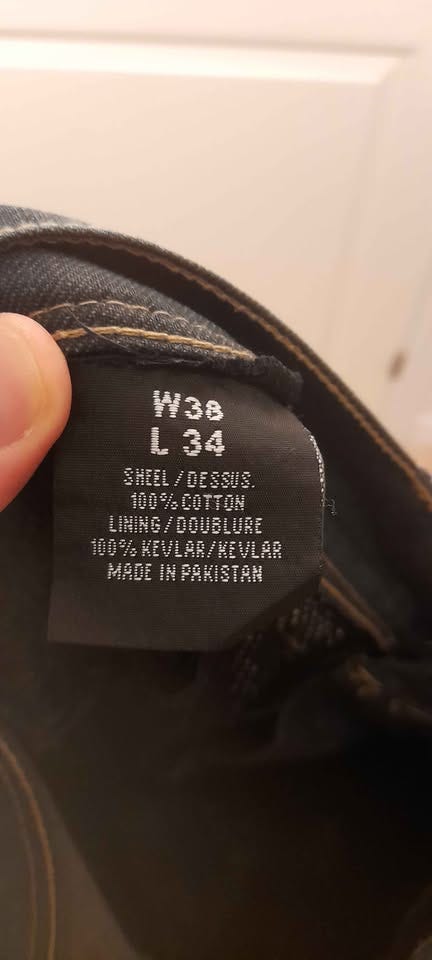 W38
L 34
SHEEL/DESSUS.
100% COTTON
LINING/DOUBLURE
100% KEVLAR/KEVLAR
MADE IN PAKISTAN